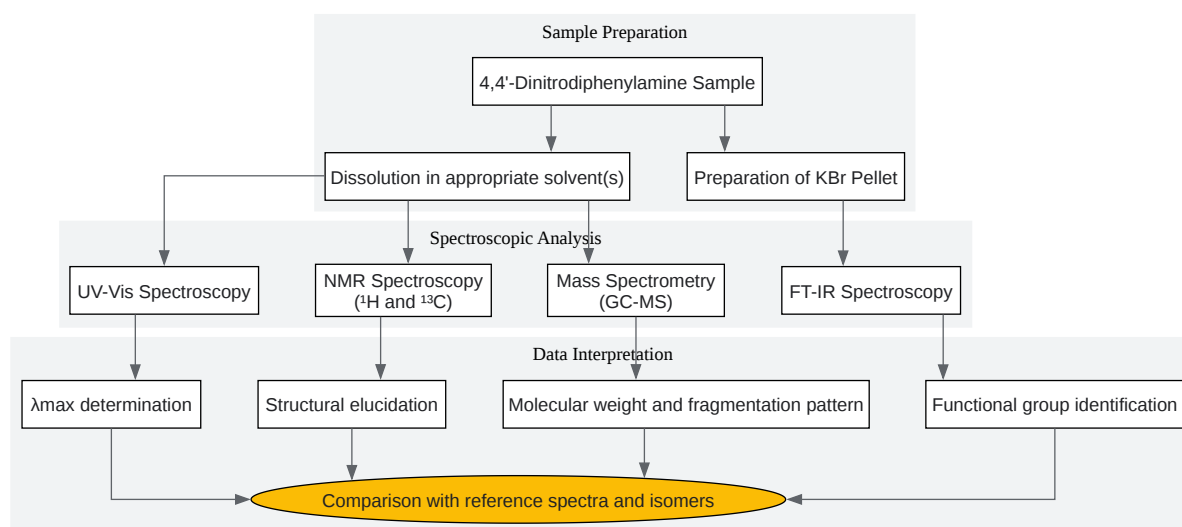 Sample Preparation
4,4'-Dinitrodiphenylamine Sample
Dissolution in appropriate solvent(s)
Preparation of KBr Pellet
Spectroscopic Analysis
UV-Vis Spectroscopy
NMR Spectroscopy
(¹H and ¹³C)
Mass Spectrometry
(GC-MS)
FT-IR Spectroscopy
Data Interpretation
λmax determination
Structural elucidation
Molecular weight and fragmentation pattern
Functional group identification
Comparison with reference spectra and isomers